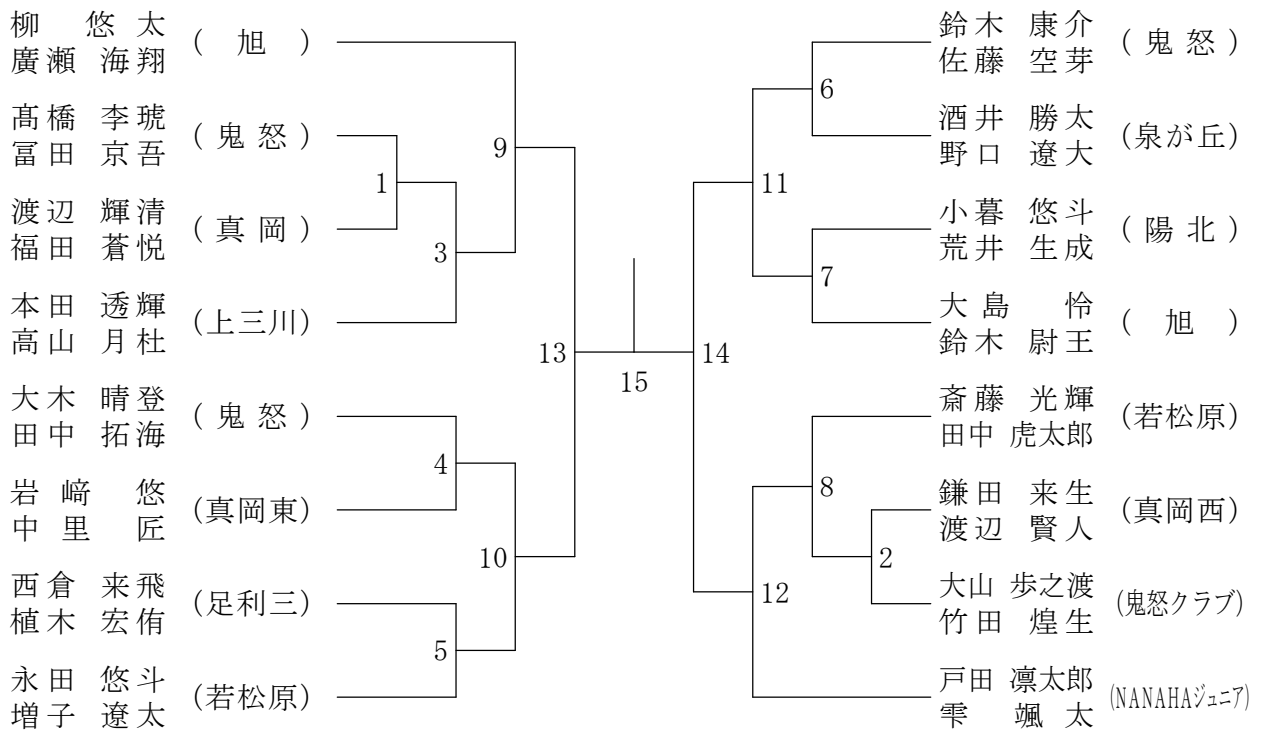 柳 悠太
廣瀬 海翔
(旭)
髙橋 李琥
冨田 京吾
(鬼怒)
渡辺 輝清
福田 蒼悦
(真岡)
本田 透輝
高山 月杜
(上三川)
大木 晴登
田中 拓海
(鬼怒)
岩﨑 悠
中里 匠
(真岡東)
西倉 来飛
植木 宏侑
(足利三)
永田 悠斗
増子 遼太
(若松原)
1
3
9
4
5
10
13
15
14
11
6
7
12
8
2
鈴木 康介
佐藤 空芽
(鬼怒)
酒井 勝太
野口 遼大
(泉が丘)
小暮 悠斗
荒井 生成
(陽北)
大島 怜
鈴木 尉王
(旭)
斎藤 光輝
田中 虎太郎
(若松原)
鎌田 来生
渡辺 賢人
(真岡西)
大山 歩之渡
竹田 煌生
(鬼怒クラブ)
戸田 凛太郎
雫 颯太
(NANAHAジュニア)